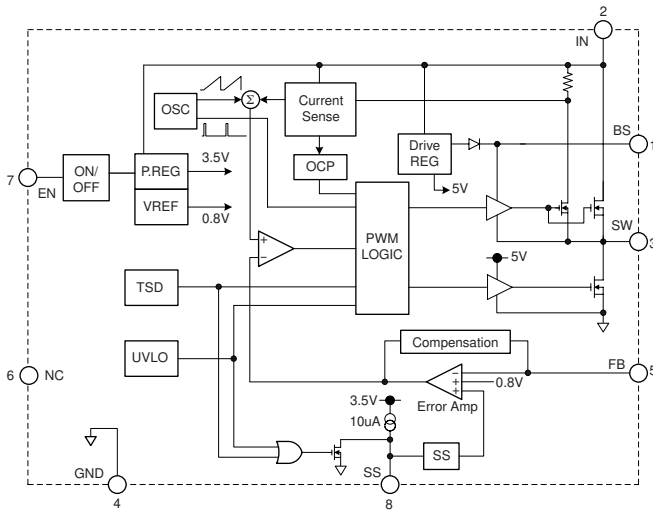 2
IN
OSC
Σ
Current
Sense
BS
1
Drive
REG
5V
OCP
7
EN
ON/
OFF
P.REG
3.5V
VREF
0.8V
+
−
PWM
LOGIC
SW
3
5V
TSD
UVLO
Compensation
6
NC
FB
5
−
+
+
0.8V
Error Amp
3.5V
10uA
SS
GND
4
SS
8